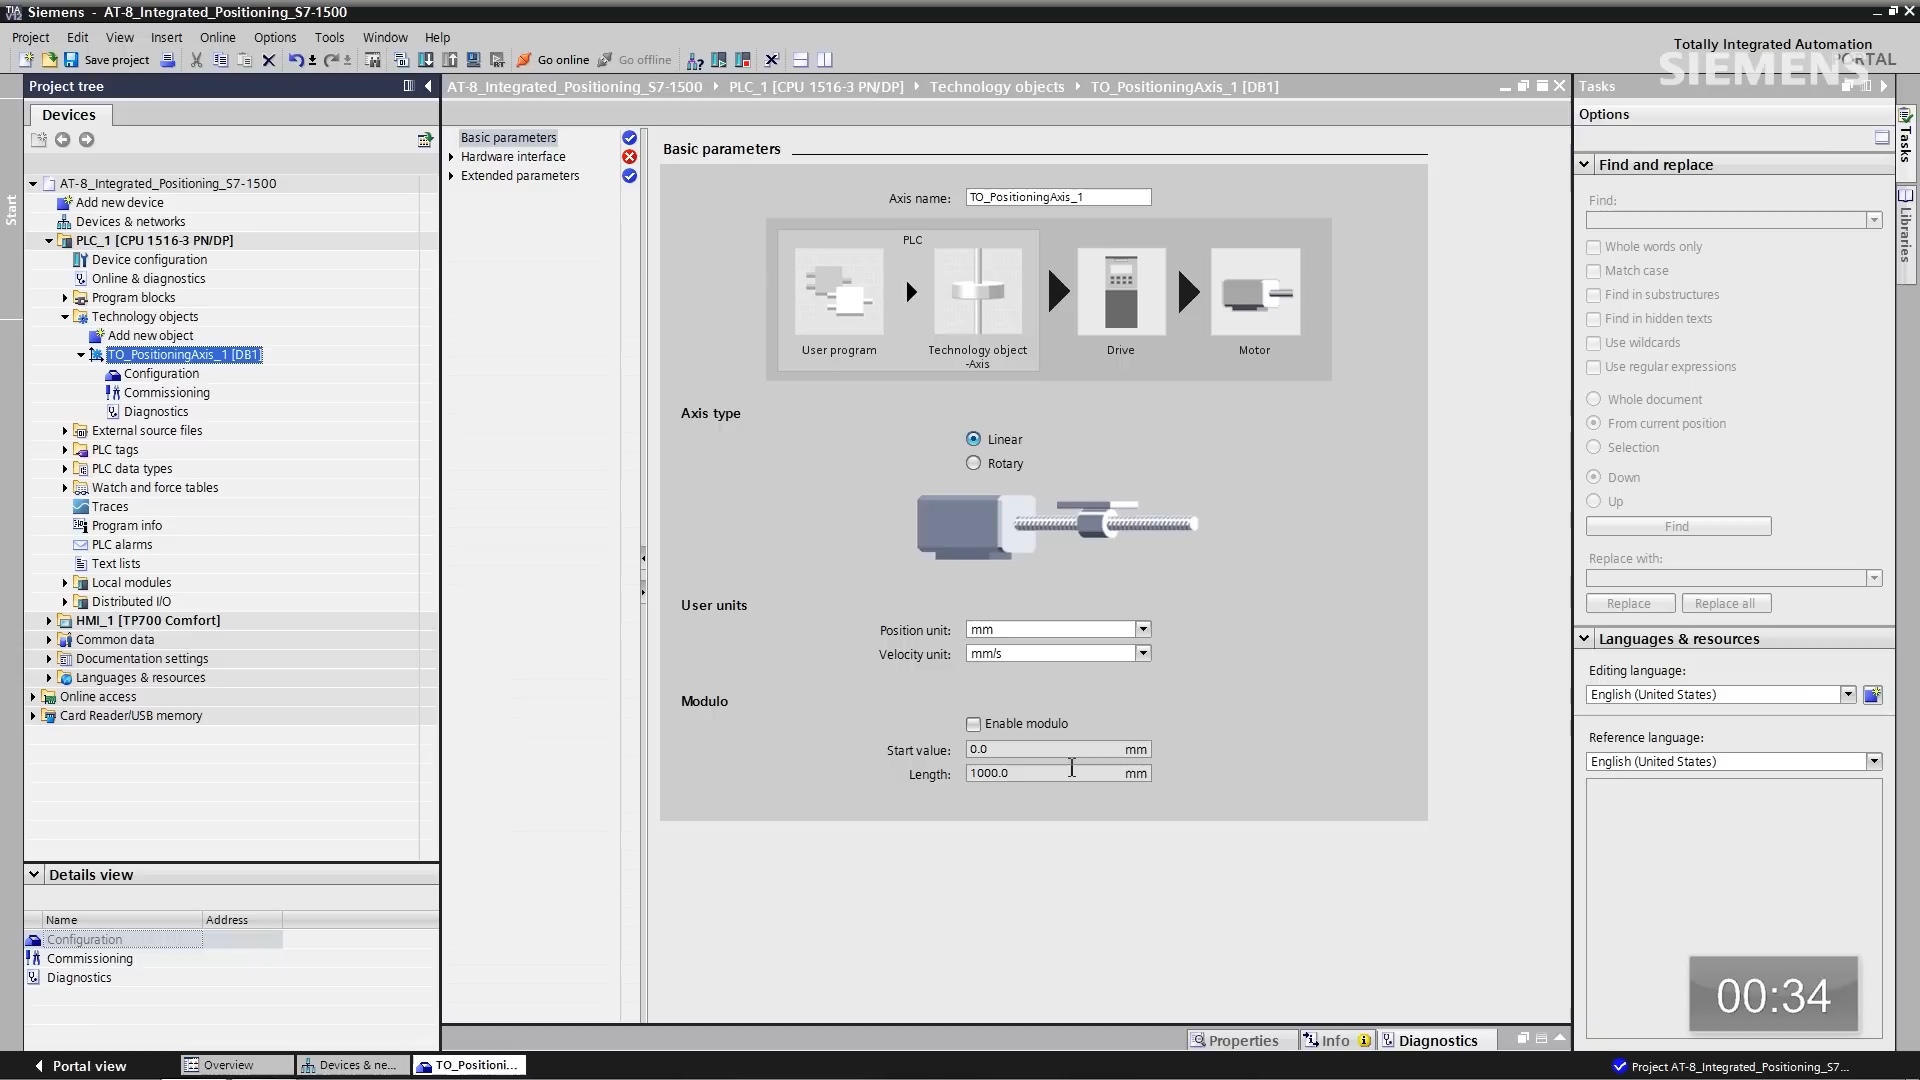 Siemens - AT-8_Integrated_Positioning_S7-1500
Project Edit View Insert Online Options Tools Window Help
Save project
Go online
Go offline
Totally Integrated Automation
PORTAL
SIEMENS
Project tree
Devices
Start
AT-8_Integrated_Positioning_S7-1500
Add new device
Devices & networks
PLC_1 [CPU 1516-3 PN/DP]
Device configuration
Online & diagnostics
Program blocks
Technology objects
Add new object
TO_PositioningAxis_1 [DB1]
Configuration
Commissioning
Diagnostics
External source files
PLC tags
PLC data types
Watch and force tables
Traces
Program info
PLC alarms
Text lists
Local modules
Distributed I/O
HMI_1 [TP700 Comfort]
Common data
Documentation settings
Languages & resources
Online access
Card Reader/USB memory
Details view
Name Address
Configuration
Commissioning
Diagnostics
AT-8_Integrated_Positioning_S7-1500 PLC_1 [CPU 1516-3 PN/DP] Technology objects TO_PositioningAxis_1 [DB1]
Basic parameters
Hardware interface
Extended parameters
Basic parameters
Axis name: TO_PositioningAxis_1
PLC
User program
Technology object
-Axis
Drive
Motor
Axis type
Linear
Rotary
User units
Position unit: mm
Velocity unit: mm/s
Modulo
Enable modulo
Start value: 0.0 mm
Length: 1000.0 mm
Properties
Info
Diagnostics
Tasks
Options
Find and replace
Find:
Whole words only
Match case
Find in substructures
Find in hidden texts
Use wildcards
Use regular expressions
Whole document
From current position
Selection
Down
Up
Find
Replace with:
Replace
Replace all
Languages & resources
Editing language:
English (United States)
Reference language:
English (United States)
Tasks
Libraries
00:34
Portal view
Overview
Devices & ne...
TO_Positioni...
Project AT-8_Integrated_Positioning_S7...